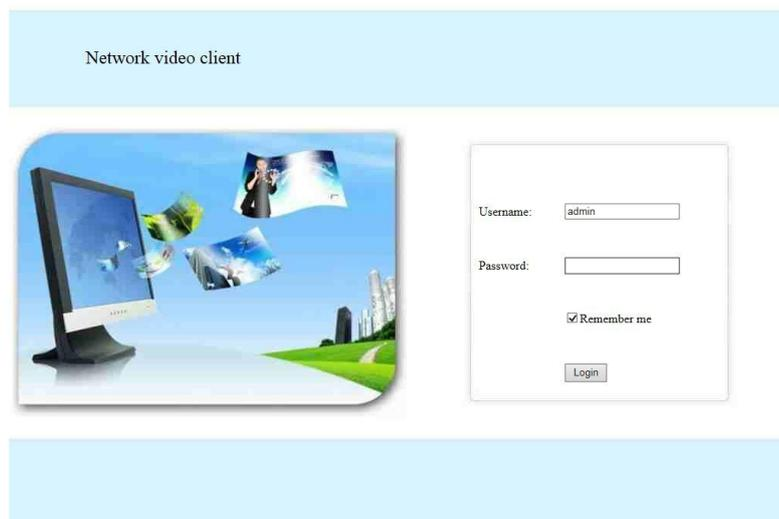 Network video client
Username: admin
Password:
Remember me
Login